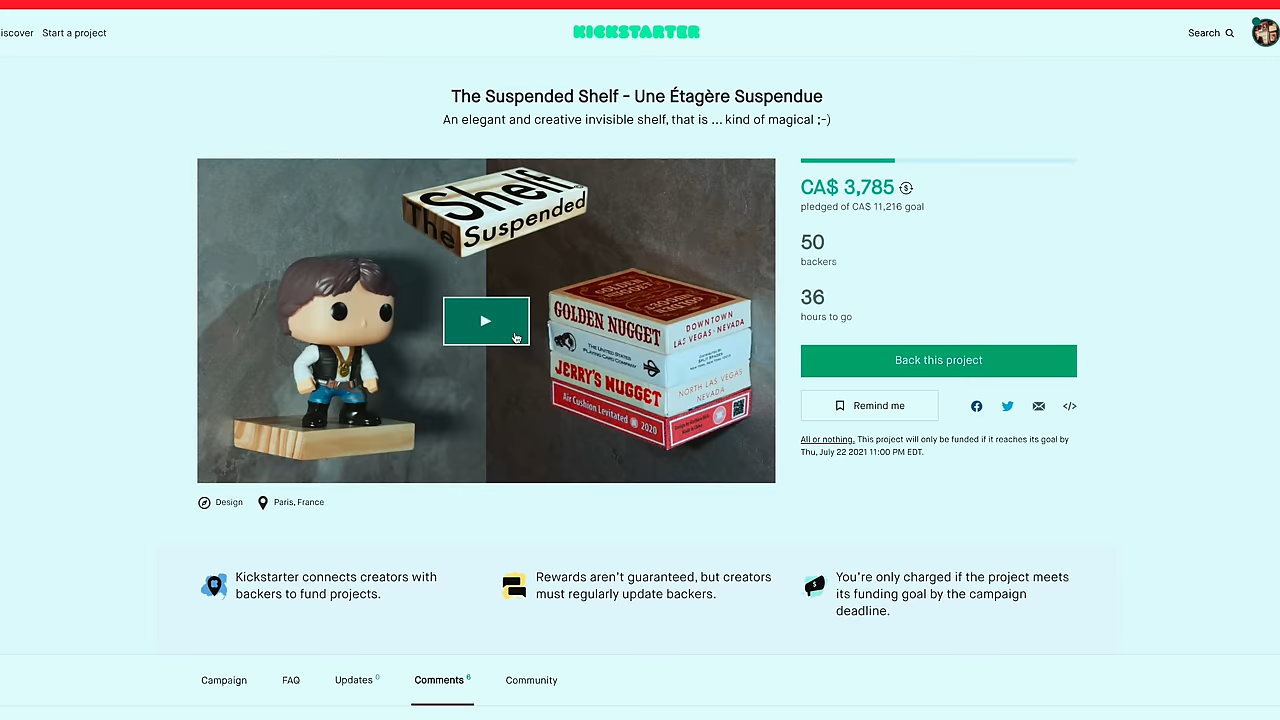 iscover Start a project
KICKSTARTER
Search
The Suspended Shelf - Une Étagère Suspendue
An elegant and creative invisible shelf, that is ... kind of magical ;-)
Shelf
The Suspended
GOLDEN NUGGET
GOLDEN NUGGET
DOWNTOWN
LAS VEGAS, NEVADA
THE UNITED STATES
PLAYING CARD COMPANY
JERRY'S NUGGET
NORTH LAS VEGAS
NEVADA
Air Cushion Levitated
2020
CA$ 3,785
pledged of CA$ 11,216 goal
50
backers
36
hours to go
Back this project
Remind me
</>
All or nothing. This project will only be funded if it reaches its goal by
Thu, July 22 2021 11:00 PM EDT.
Design Paris, France
Kickstarter connects creators with
backers to fund projects.
Rewards aren't guaranteed, but creators
must regularly update backers.
You're only charged if the project meets
its funding goal by the campaign
deadline.
Campaign FAQ Updates 0 Comments 6 Community